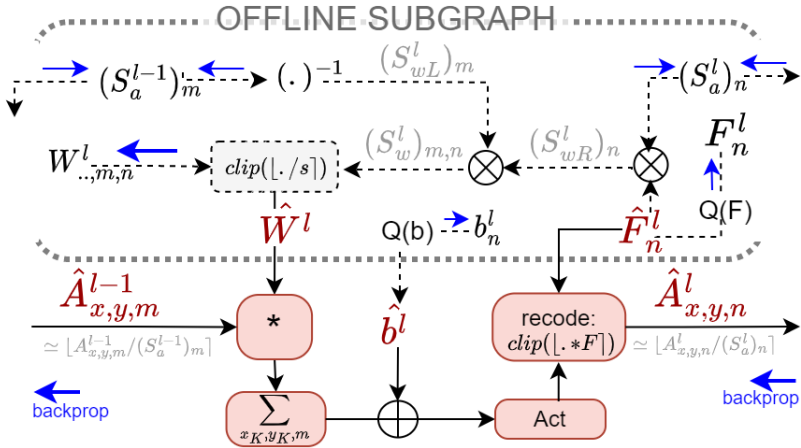 OFFLINE SUBGRAPH
(S_a^{l-1})_m (.)^{-1} (S_{wL}^l)_m (S_a^l)_n
W^l_{..,m,n} clip(⌊./s⌉) (S_w^l)_{m,n} (S_{wR}^l)_n F_n^l
Ŵ^l Q(b) b_n^l F̂_n^l Q(F)
Â^{l-1}_{x,y,m} * b̂^l recode: Â^l_{x,y,n}
≃ ⌊A^{l-1}_{x,y,m}/(S_a^{l-1})_m⌉ clip(⌊.*F⌉) ≃ ⌊A^l_{x,y,n}/(S_a^l)_n⌉
backprop ∑ Act backprop
x_K,y_K,m